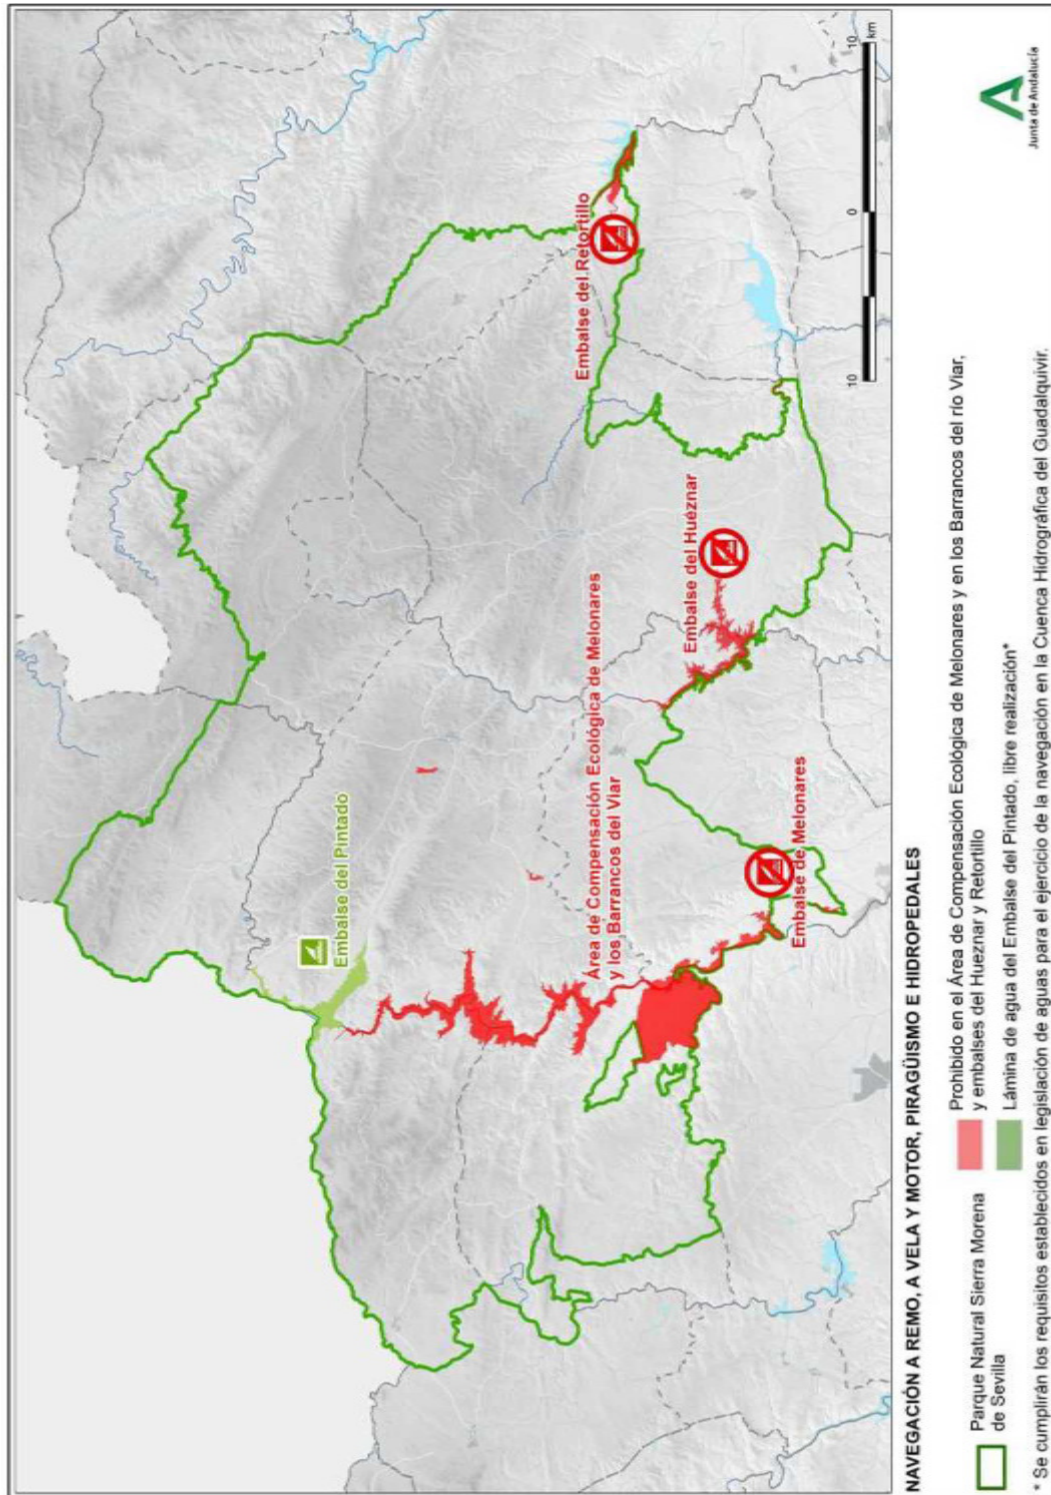 Embalse del Pintado
Área de Compensación Ecológica de Melonares
y los Barrancos del Viar
Embalse de Melonares
Embalse del Huéznar
Embalse del Retortillo
10
0
10
km
NAVEGACIÓN A REMO, A VELA Y MOTOR, PIRAGÜISMO E HIDROPEDALES
Parque Natural Sierra Morena
de Sevilla
Prohibido en el Área de Compensación Ecológica de Melonares y en los Barrancos del río Viar,
y embalses del Hueznar y Retortillo
Lámina de agua del Embalse del Pintado, libre realización*
* Se cumplirán los requisitos establecidos en legislación de aguas para el ejercicio de la navegación en la Cuenca Hidrográfica del Guadalquivir.
Junta de Andalucía